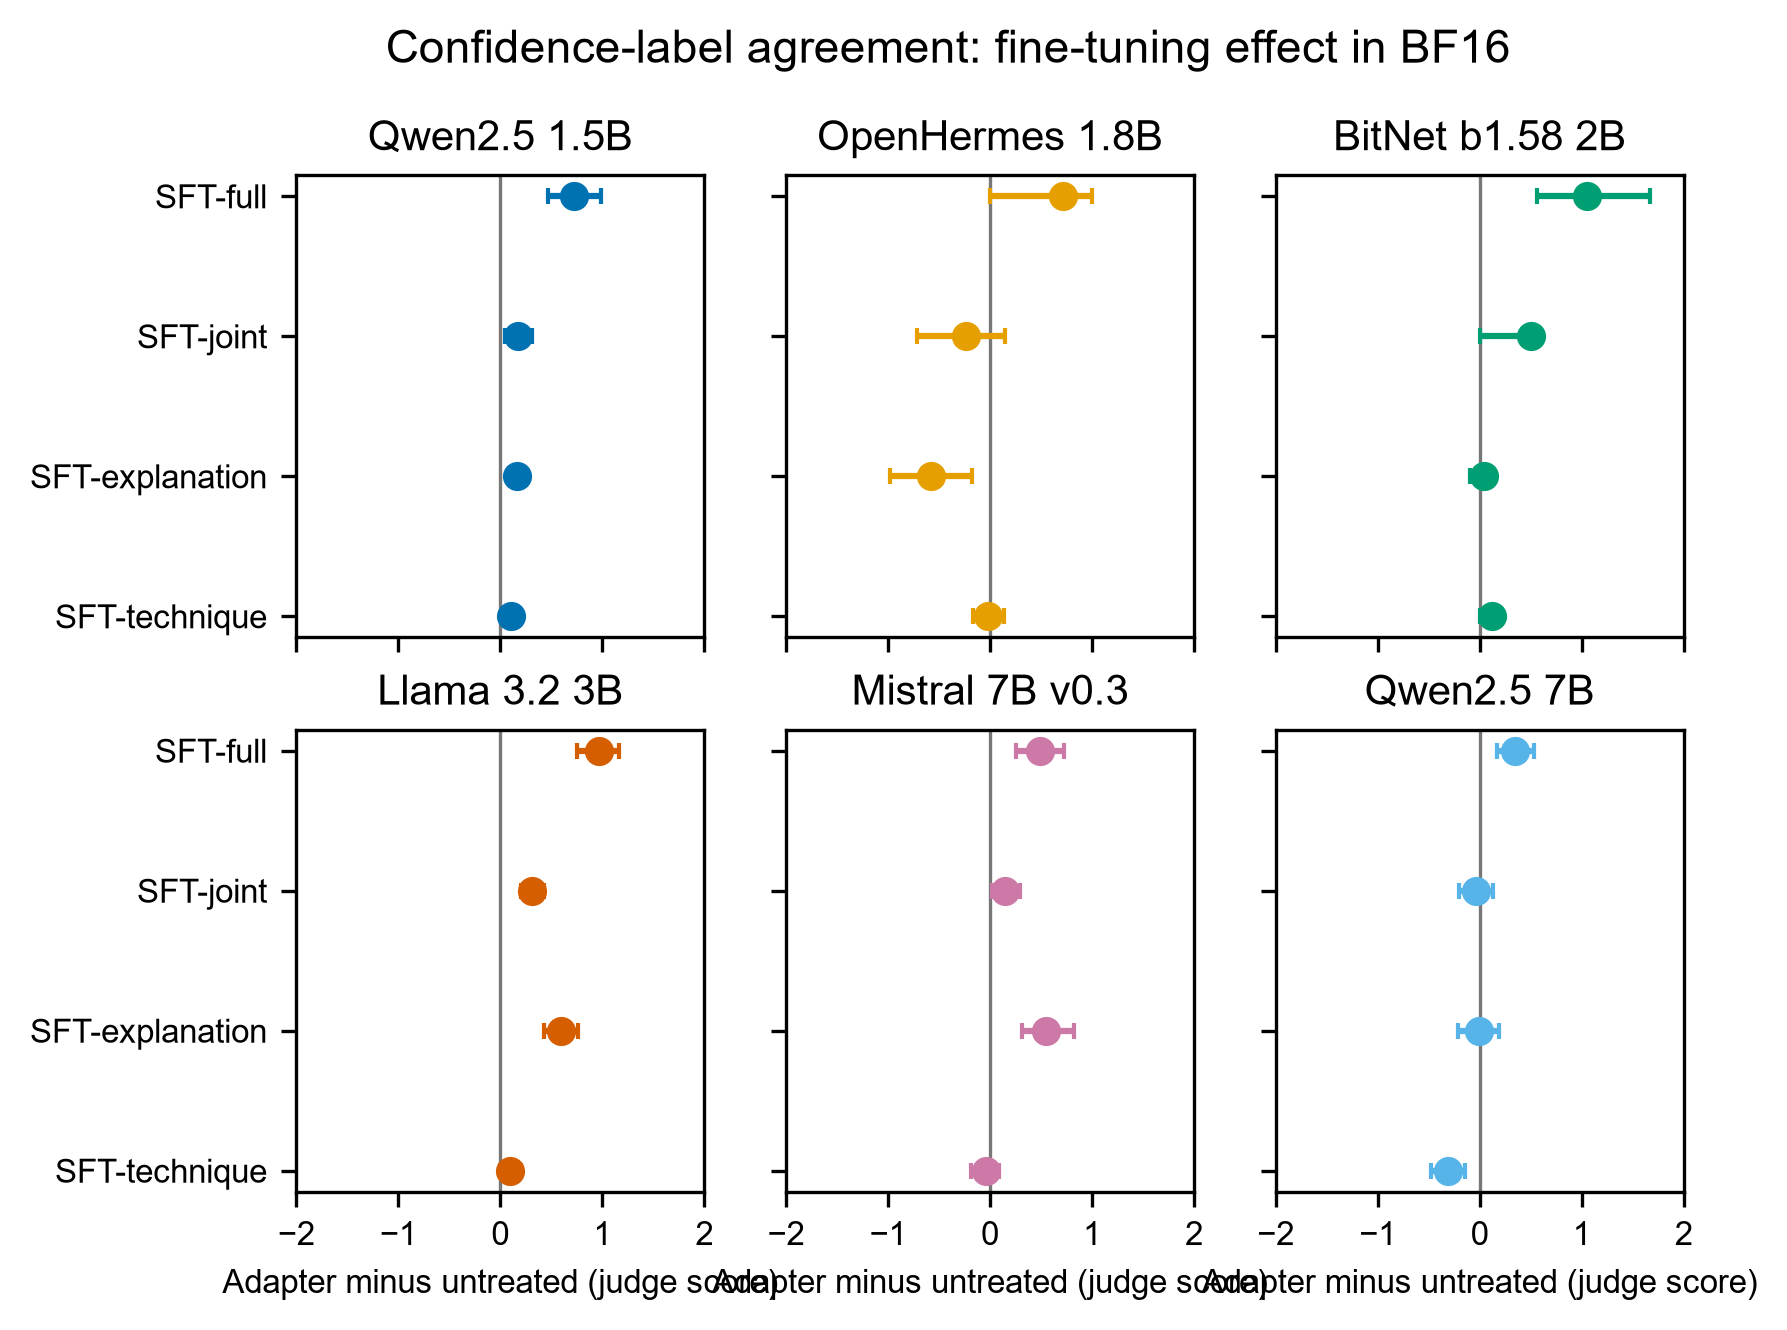 Confidence-label agreement: fine-tuning effect in BF16
Qwen2.5 1.5B
OpenHermes 1.8B
BitNet b1.58 2B
SFT-full
SFT-joint
SFT-explanation
SFT-technique
Llama 3.2 3B
Mistral 7B v0.3
Qwen2.5 7B
SFT-full
SFT-joint
SFT-explanation
SFT-technique
−2 −1 0 1 2
−2 −1 0 1 2
−2 −1 0 1 2
Adapter minus untreated (judge score)
Adapter minus untreated (judge score)
Adapter minus untreated (judge score)